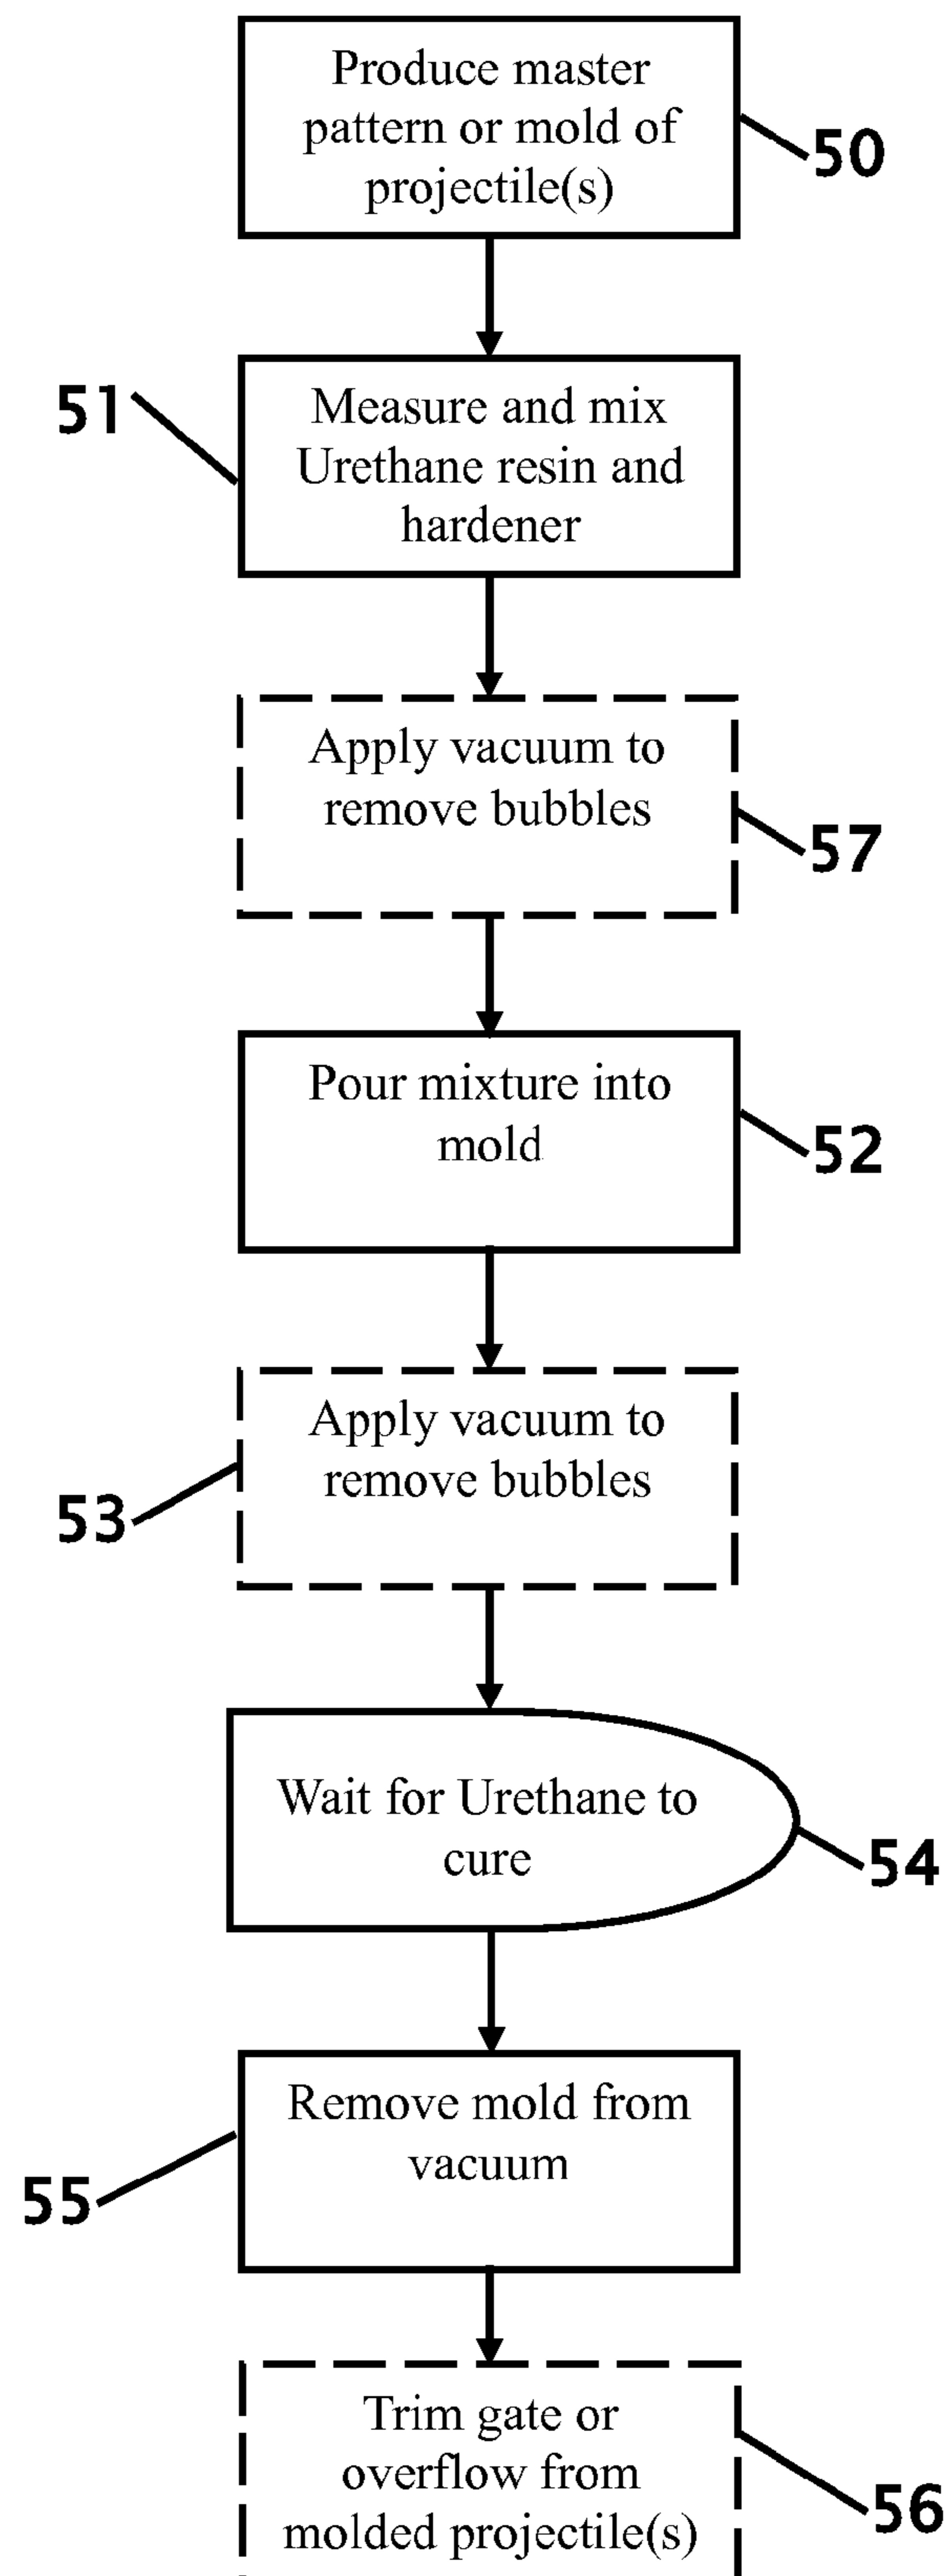 Produce master
pattern or mold of
projectile(s)
50
51
Measure and mix
Urethane resin and
hardener
Apply vacuum to
remove bubbles
57
Pour mixture into
mold
52
Apply vacuum to
remove bubbles
53
Wait for Urethane to
cure
54
Remove mold from
vacuum
55
Trim gate or
overflow from
molded projectile(s)
56